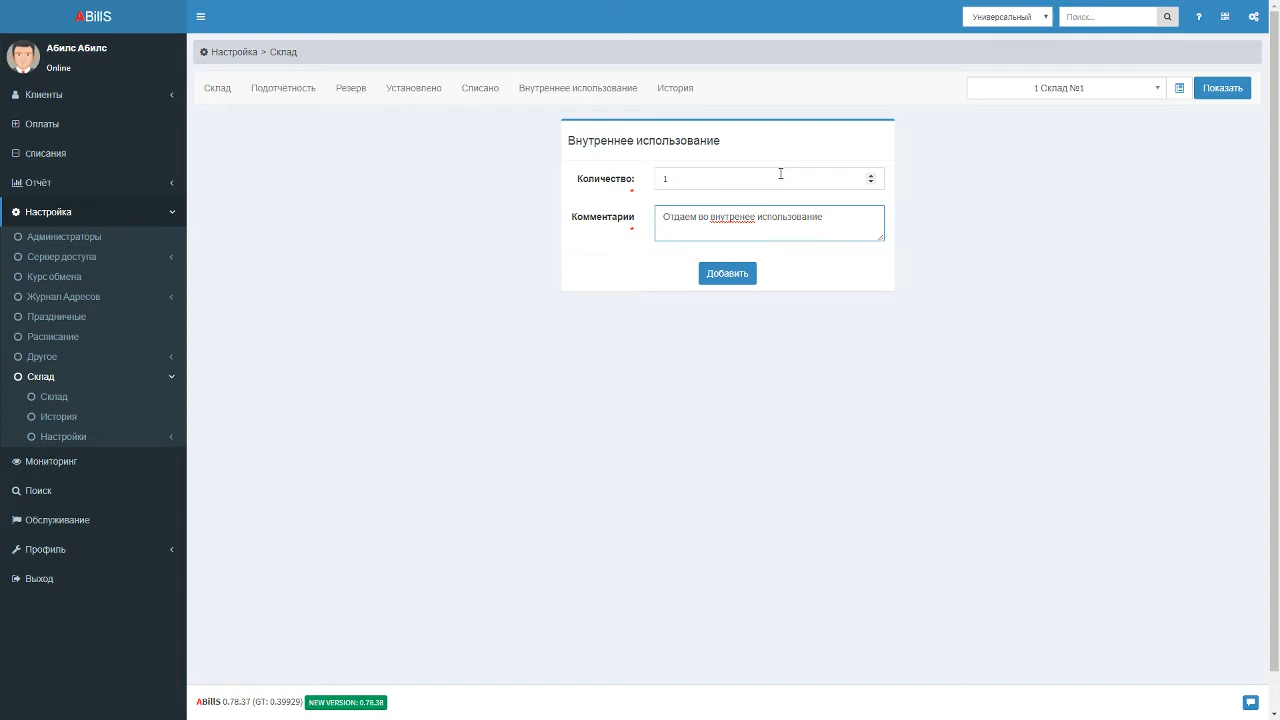 ABillS
Универсальный
Поиск...
?
Абилс Абилс
Online
Клиенты
Оплаты
Списания
Отчёт
Настройка
Администраторы
Сервер доступа
Курс обмена
Журнал Адресов
Праздничные
Расписание
Другое
Склад
Склад
История
Настройки
Мониторинг
Поиск
Обслуживание
Профиль
Выход
Настройка > Склад
Склад Подотчётность Резерв Установлено Списано Внутреннее использование История
1 Склад №1
Показать
Внутреннее использование
Количество: *
1
Комментарии *
Отдаем во внутренее использование
Добавить
ABillS 0.78.37 (GT: 0.39929) NEW VERSION: 0.78.38